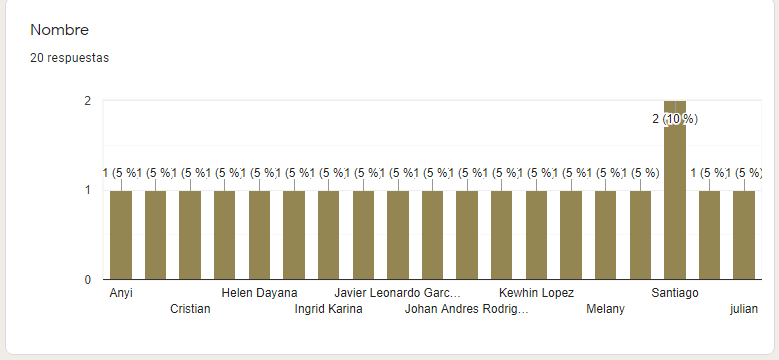 Nombre
20 respuestas
2
2 (10 %)
1 (5 %1 (5 %1 (5 %1 (5 %1 (5 %1 (5 %1 (5 %1 (5 %1 (5 %1 (5 %1 (5 %1 (5 %1 (5 %1 (5 %1 (5 %1 (5 %) 1 (5 %1 (5 %)
1
0
Anyi Helen Dayana Javier Leonardo Garc… Kewhin Lopez Santiago
Cristian Ingrid Karina Johan Andres Rodrig… Melany julian